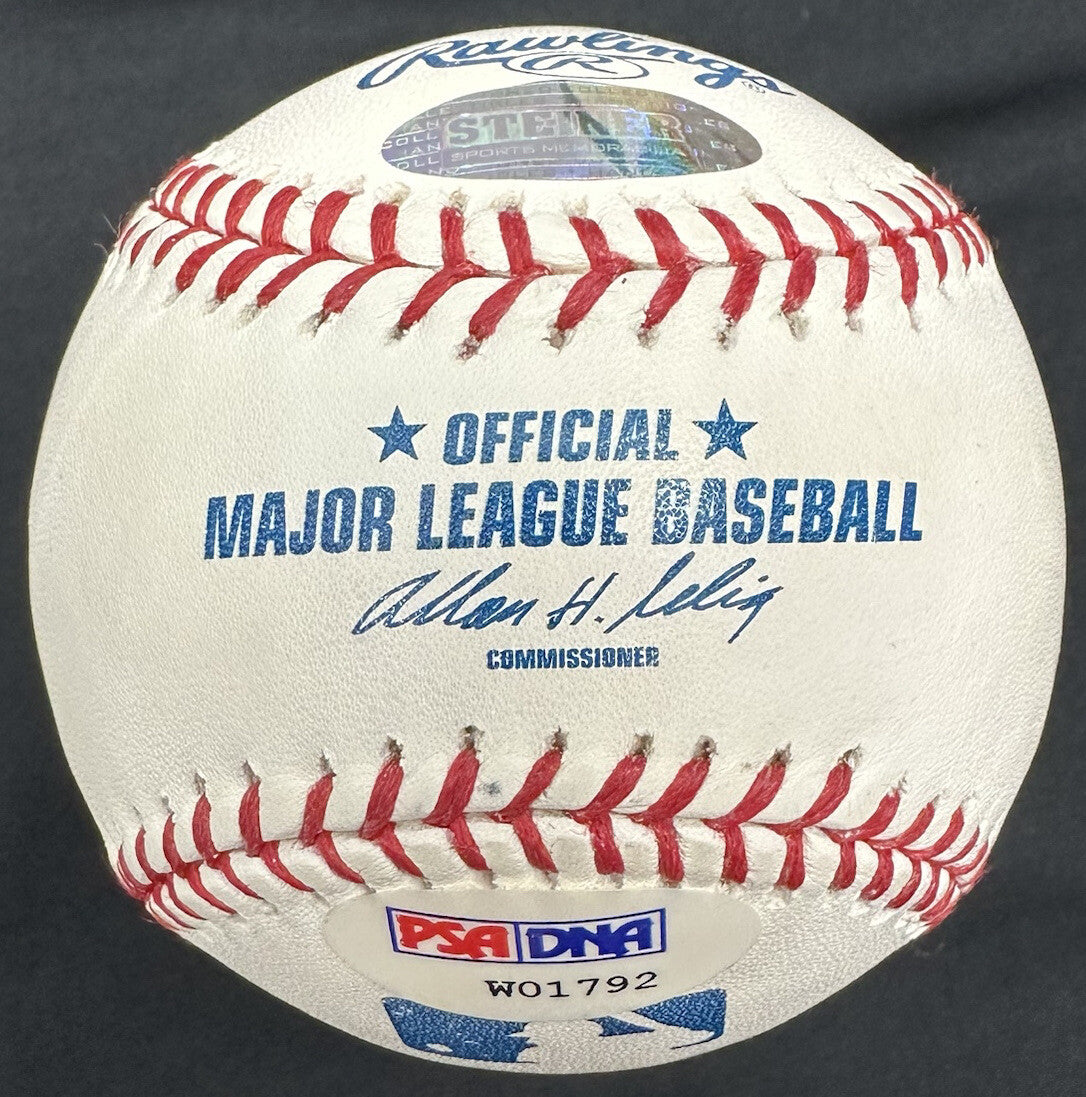 Rawlings
R
STEINER
SPORTS MEMORABILIA
★ OFFICIAL ★
MAJOR LEAGUE BASEBALL
Allan H. Selig
COMMISSIONER
PSA DNA
W01792